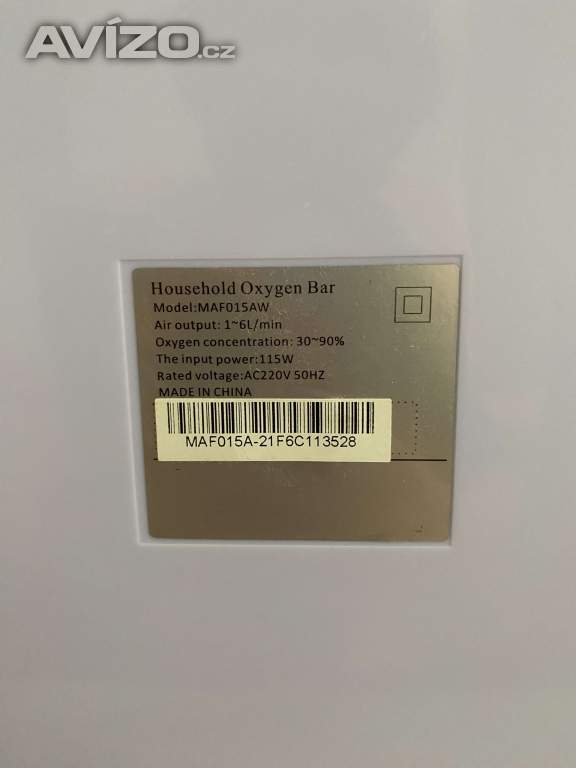 AVÍZO.cz
Household Oxygen Bar
Model:MAF015AW
Air output: 1~6L/min
Oxygen concentration: 30~90%
The input power:115W
Rated voltage:AC220V 50HZ
MADE IN CHINA
MAF015A-21F6C113528